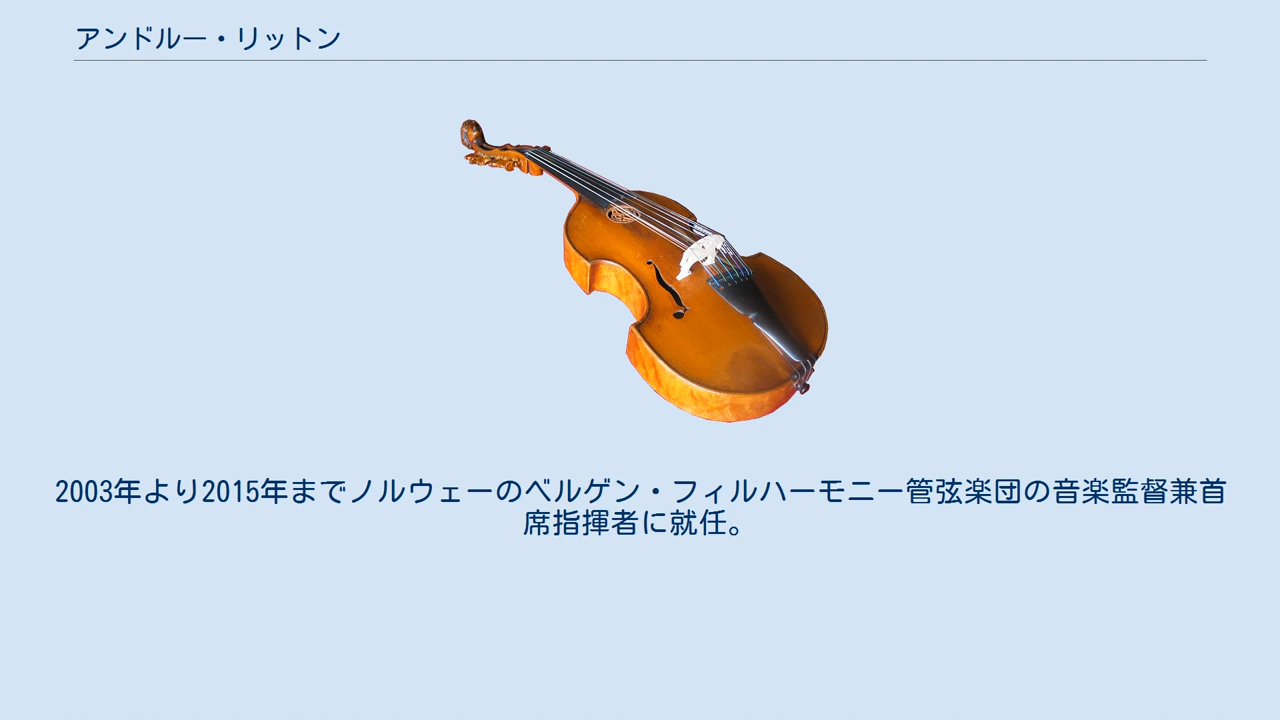 アンドルー・リットン
2003年より2015年までノルウェーのベルゲン・フィルハーモニー管弦楽団の音楽監督兼首
席指揮者に就任。